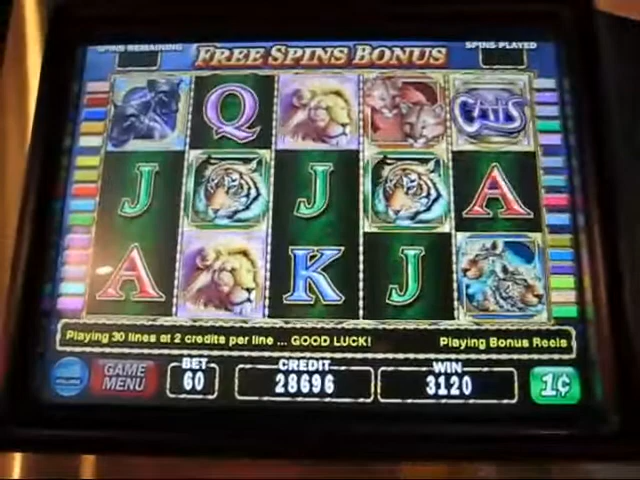 SPINS REMAINING
FREE SPINS BONUS
SPINS PLAYED
Q
CATS
J
J
A
A
K
J
Playing 30 lines at 2 credits per line ... GOOD LUCK!
Playing Bonus Reels
GAME MENU
BET
60
CREDIT
28696
WIN
3120
1¢